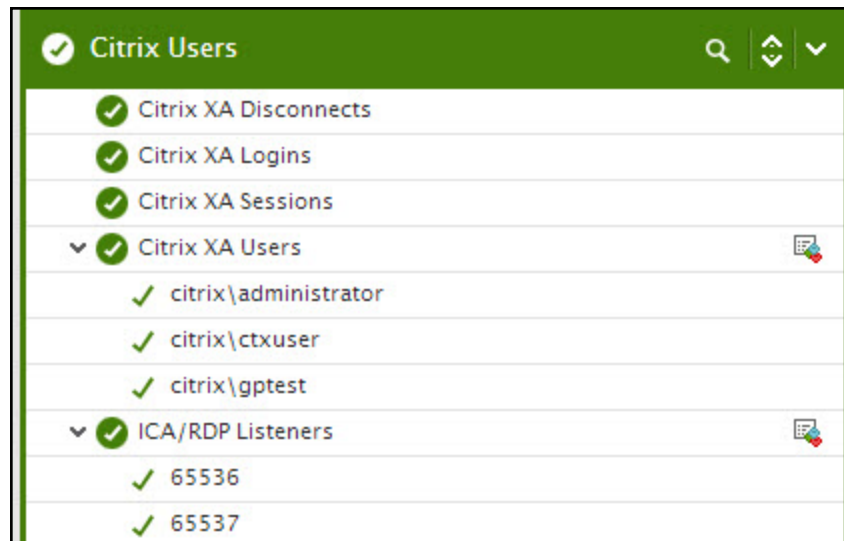 Citrix Users
Citrix XA Disconnects
Citrix XA Logins
Citrix XA Sessions
Citrix XA Users
citrix\administrator
citrix\ctxuser
citrix\gptest
ICA/RDP Listeners
65536
65537